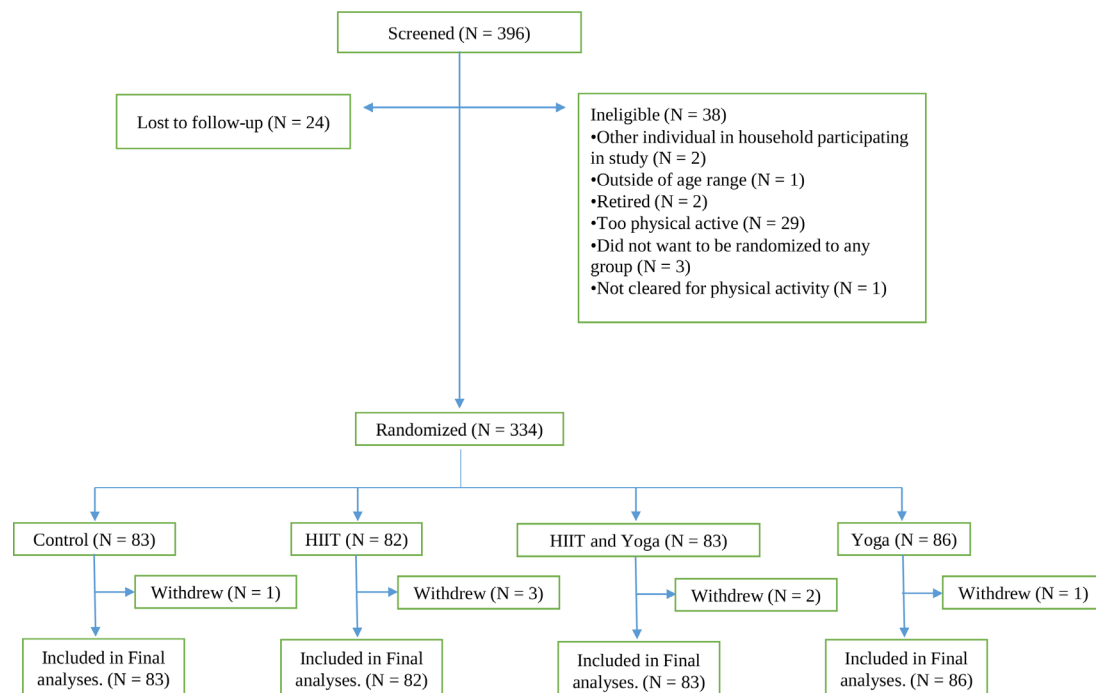 Screened (N = 396)
Lost to follow-up (N = 24)
Ineligible (N = 38)
•Other individual in household participating
in study (N = 2)
•Outside of age range (N = 1)
•Retired (N = 2)
•Too physical active (N = 29)
•Did not want to be randomized to any
group (N = 3)
•Not cleared for physical activity (N = 1)
Randomized (N = 334)
Control (N = 83)
HIIT (N = 82)
HIIT and Yoga (N = 83)
Yoga (N = 86)
Withdrew (N = 1)
Withdrew (N = 3)
Withdrew (N = 2)
Withdrew (N = 1)
Included in Final
analyses. (N = 83)
Included in Final
analyses. (N = 82)
Included in Final
analyses. (N = 83)
Included in Final
analyses. (N = 86)